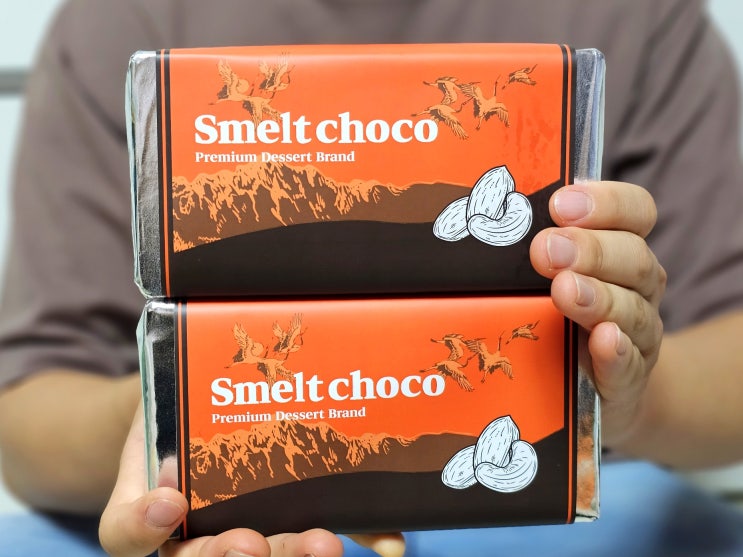 Smelt choco
Premium Dessert Brand
Smelt choco
Premium Dessert Brand